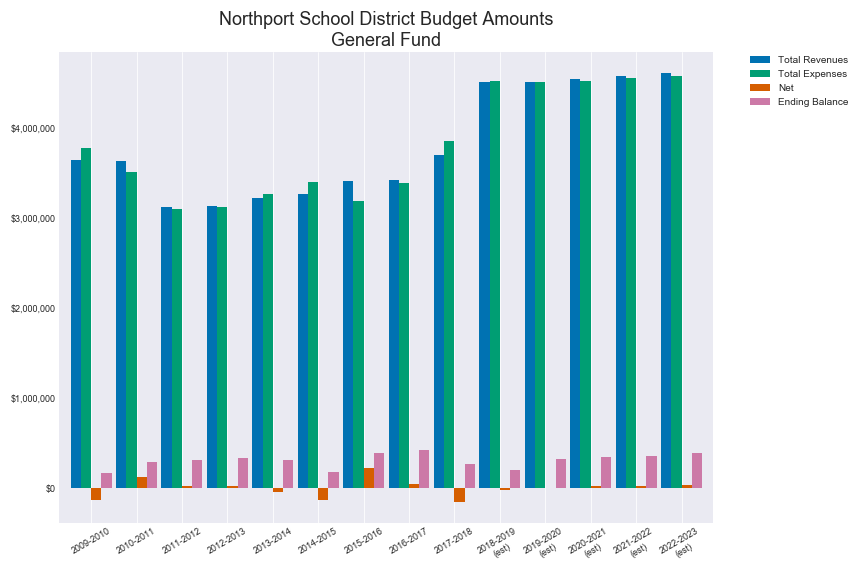 Northport School District Budget Amounts
General Fund
Total Revenues
Total Expenses
Net
Ending Balance
$4,000,000
$3,000,000
$2,000,000
$1,000,000
$0
2009-2010
2010-2011
2011-2012
2012-2013
2013-2014
2014-2015
2015-2016
2016-2017
2017-2018
2018-2019
(est)
2019-2020
(est)
2020-2021
(est)
2021-2022
(est)
2022-2023
(est)